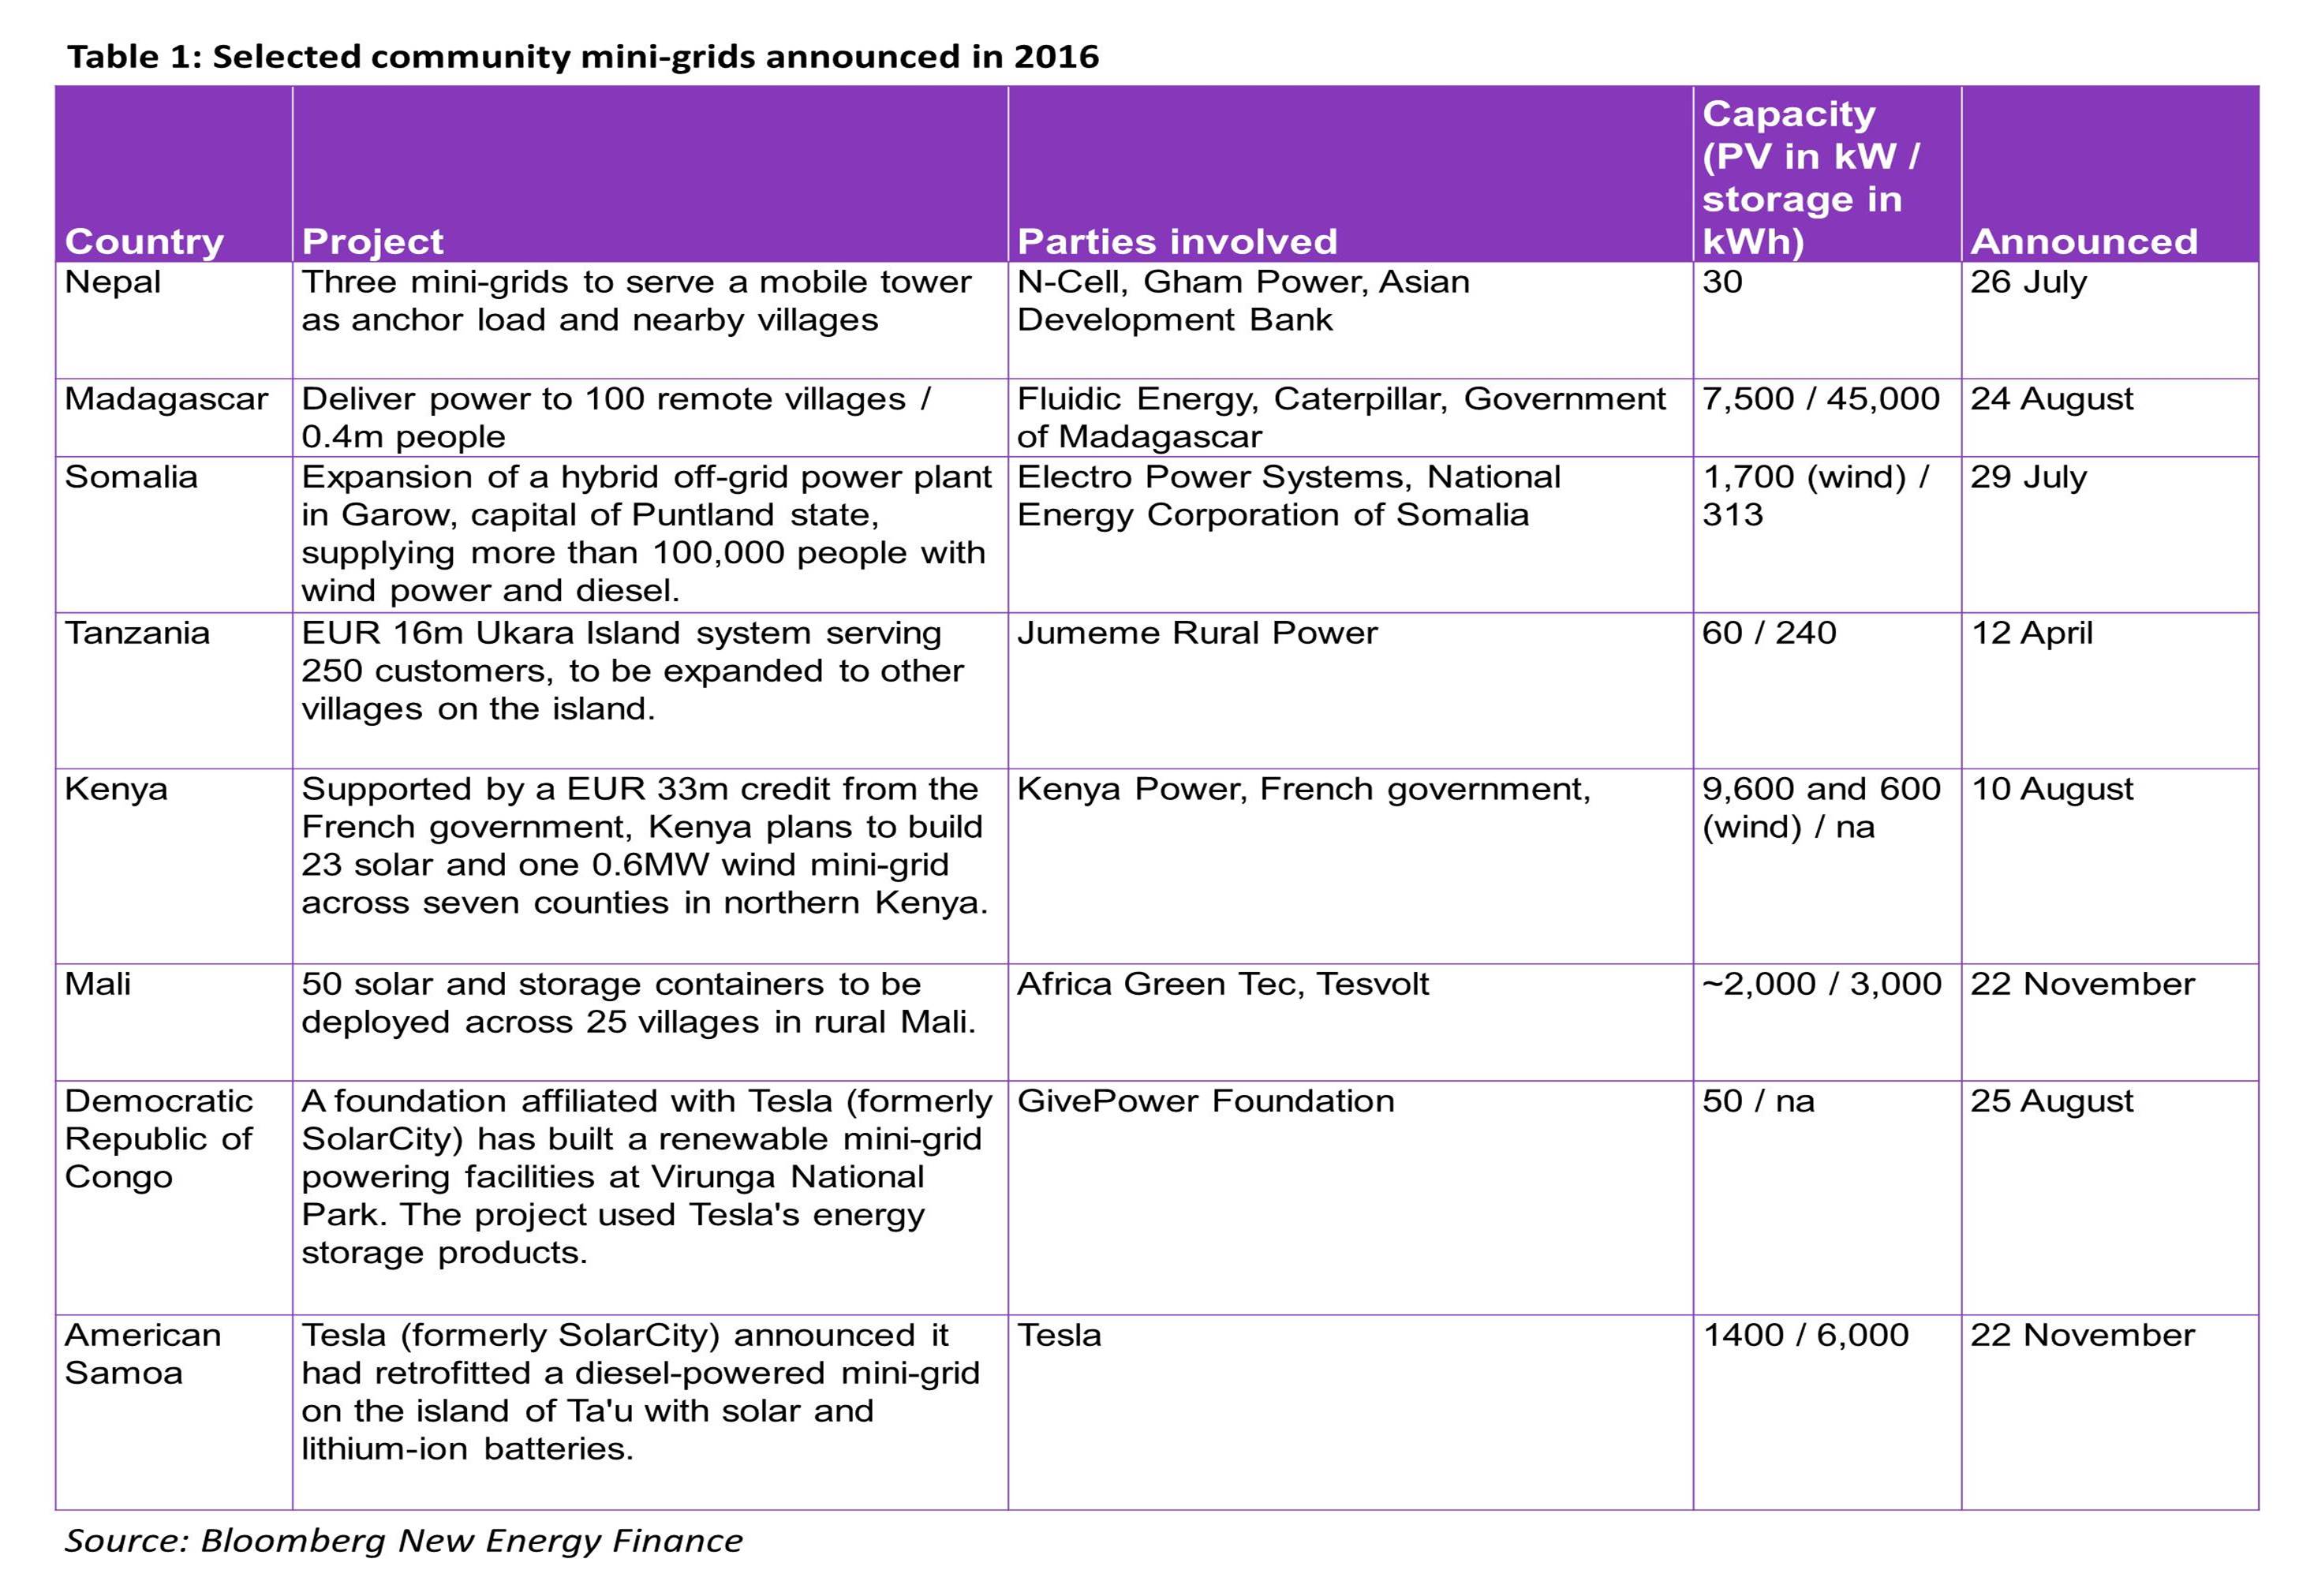 Table 1: Selected community mini-grids announced in 2016
Country
Project
Parties involved
Capacity
(PV in kW /
storage in
kWh)
Announced
Nepal
Three mini-grids to serve a mobile tower
as anchor load and nearby villages
N-Cell, Gham Power, Asian
Development Bank
30
26 July
Madagascar
Deliver power to 100 remote villages /
0.4m people
Fluidic Energy, Caterpillar, Government
of Madagascar
7,500 / 45,000
24 August
Somalia
Expansion of a hybrid off-grid power plant
in Garow, capital of Puntland state,
supplying more than 100,000 people with
wind power and diesel.
Electro Power Systems, National
Energy Corporation of Somalia
1,700 (wind) /
313
29 July
Tanzania
EUR 16m Ukara Island system serving
250 customers, to be expanded to other
villages on the island.
Jumeme Rural Power
60 / 240
12 April
Kenya
Supported by a EUR 33m credit from the
French government, Kenya plans to build
23 solar and one 0.6MW wind mini-grid
across seven counties in northern Kenya.
Kenya Power, French government,
9,600 and 600
(wind) / na
10 August
Mali
50 solar and storage containers to be
deployed across 25 villages in rural Mali.
Africa Green Tec, Tesvolt
~2,000 / 3,000
22 November
Democratic
Republic of
Congo
A foundation affiliated with Tesla (formerly
SolarCity) has built a renewable mini-grid
powering facilities at Virunga National
Park. The project used Tesla's energy
storage products.
GivePower Foundation
50 / na
25 August
American
Samoa
Tesla (formerly SolarCity) announced it
had retrofitted a diesel-powered mini-grid
on the island of Ta'u with solar and
lithium-ion batteries.
Tesla
1400 / 6,000
22 November
Source: Bloomberg New Energy Finance